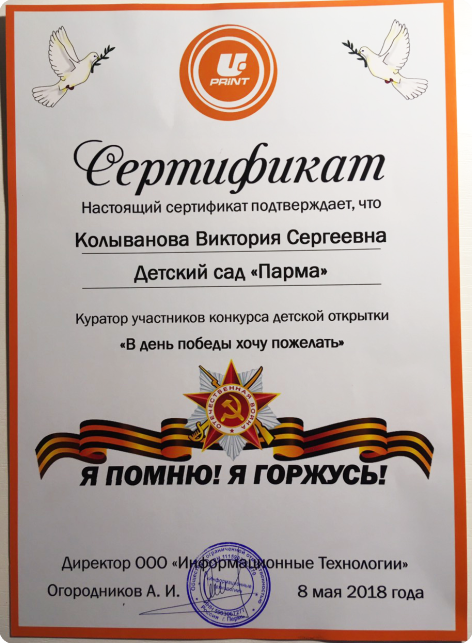 U:
PRINT
Сертификат
Настоящий сертификат подтверждает, что
Колыванова Виктория Сергеевна
Детский сад «Парма»
Куратор участников конкурса детской открытки
«В день победы хочу пожелать»
ОТЕЧЕСТВЕННАЯ ВОЙНА
Я ПОМНЮ! Я ГОРЖУСЬ!
Директор ООО «Информационные Технологии»
Огородников А. И.
8 мая 2018 года